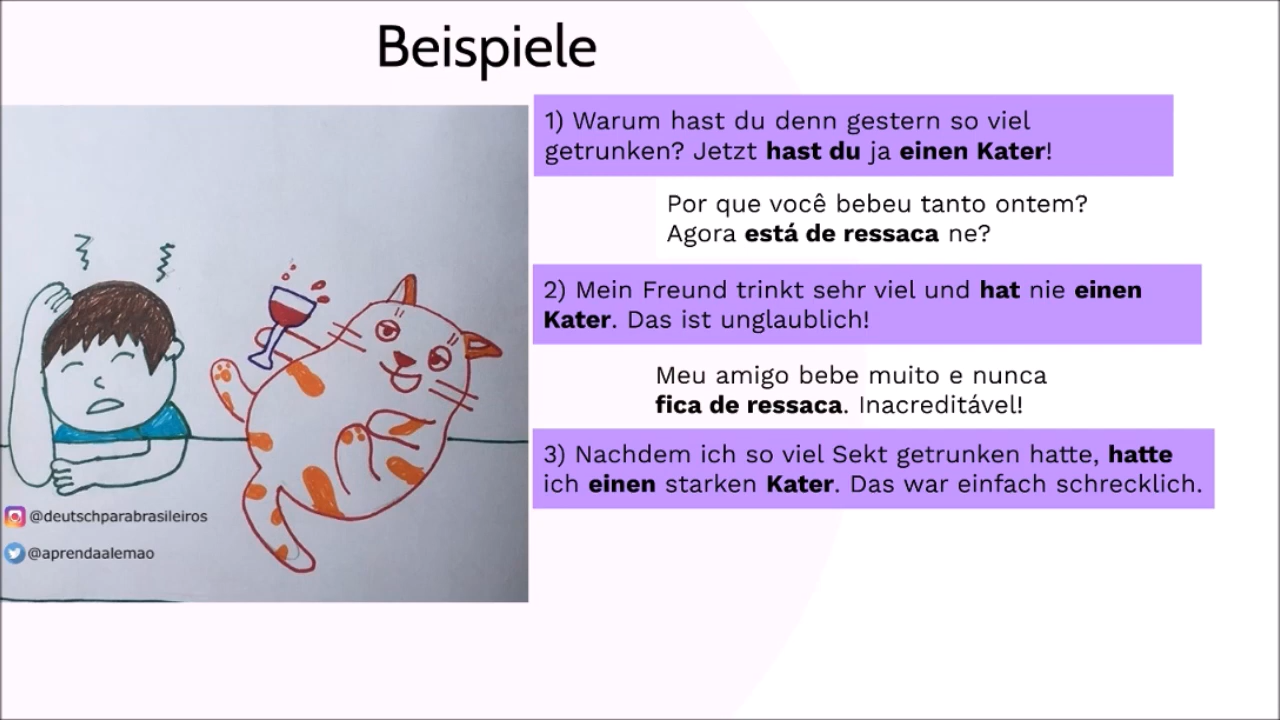 Beispiele
1) Warum hast du denn gestern so viel
getrunken? Jetzt hast du ja einen Kater!
Por que você bebeu tanto ontem?
Agora está de ressaca ne?
2) Mein Freund trinkt sehr viel und hat nie einen
Kater. Das ist unglaublich!
Meu amigo bebe muito e nunca
fica de ressaca. Inacreditável!
3) Nachdem ich so viel Sekt getrunken hatte, hatte
ich einen starken Kater. Das war einfach schrecklich.
@deutschparabrasileiros
@aprendaalemao